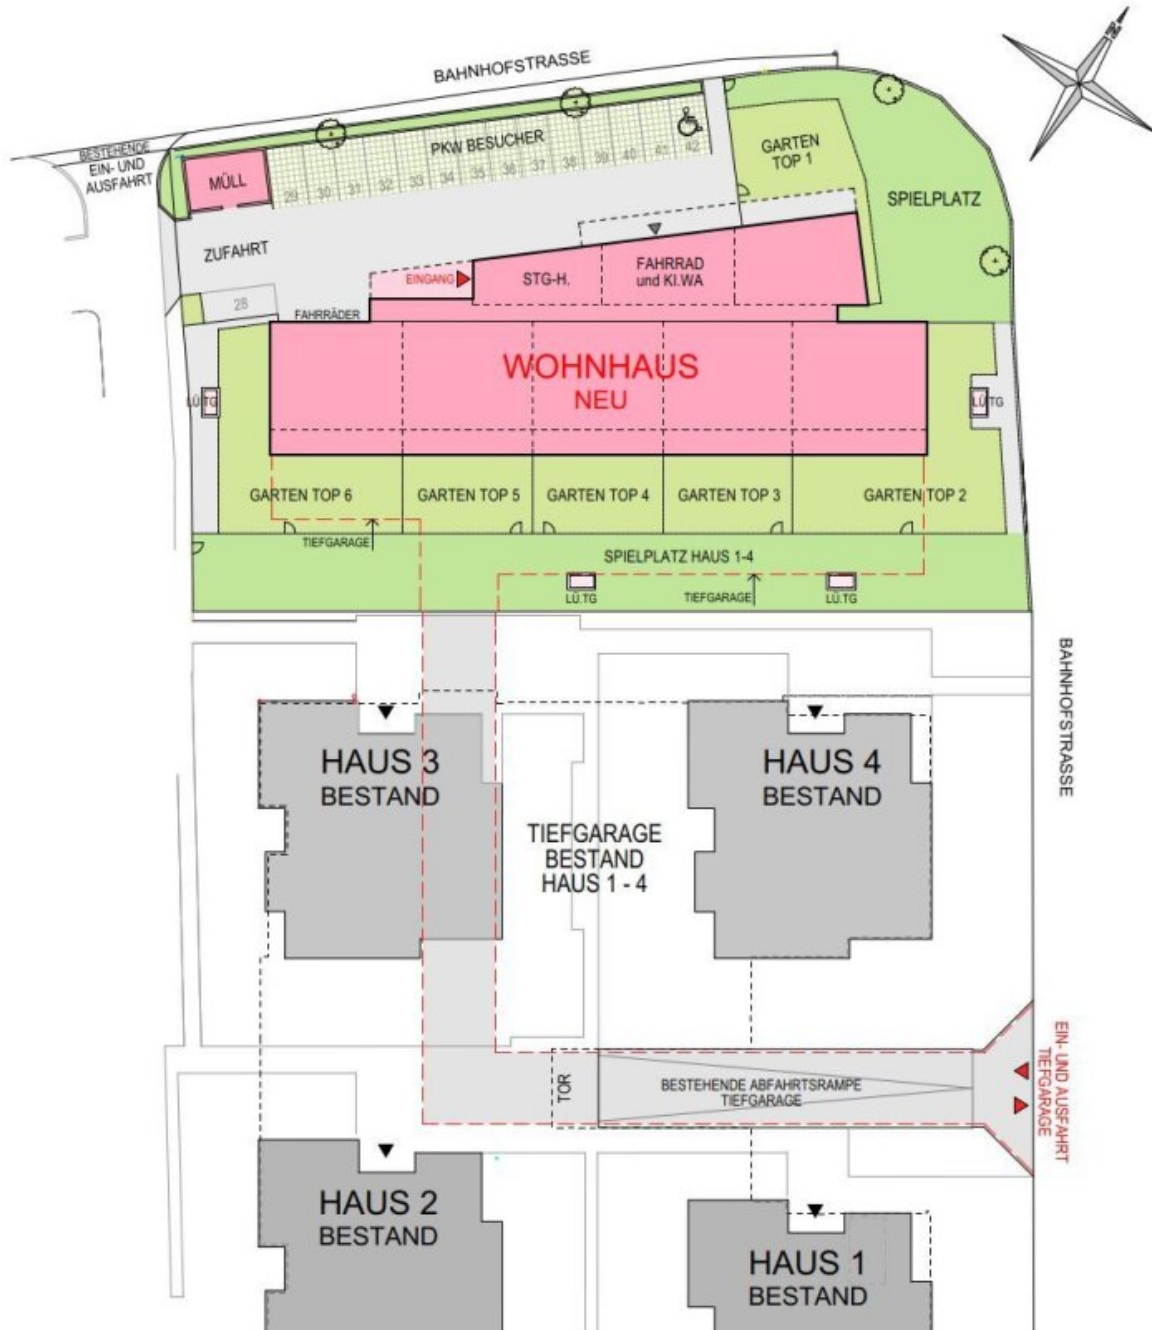 BAHNHOFSTRASSE
N
BESTEHENDE
EIN- UND
AUSFAHRT
MÜLL
PKW BESUCHER
29 30 31 32 33 34 35 36 37 38 39 40 41 42
GARTEN
TOP 1
SPIELPLATZ
ZUFAHRT
EINGANG
STG-H.
FAHRRAD
und KI.WA
28
FAHRRÄDER
WOHNHAUS
NEU
LÜ.TG
LÜ.TG
GARTEN TOP 6
GARTEN TOP 5
GARTEN TOP 4
GARTEN TOP 3
GARTEN TOP 2
TIEFGARAGE
SPIELPLATZ HAUS 1-4
LÜ.TG
TIEFGARAGE
LÜ.TG
BAHNHOFSTRASSE
HAUS 3
BESTAND
HAUS 4
BESTAND
TIEFGARAGE
BESTAND
HAUS 1 - 4
TOR
BESTEHENDE ABFAHRTSRAMPE
TIEFGARAGE
EIN- UND AUSFAHRT
TIEFGARAGE
HAUS 2
BESTAND
HAUS 1
BESTAND